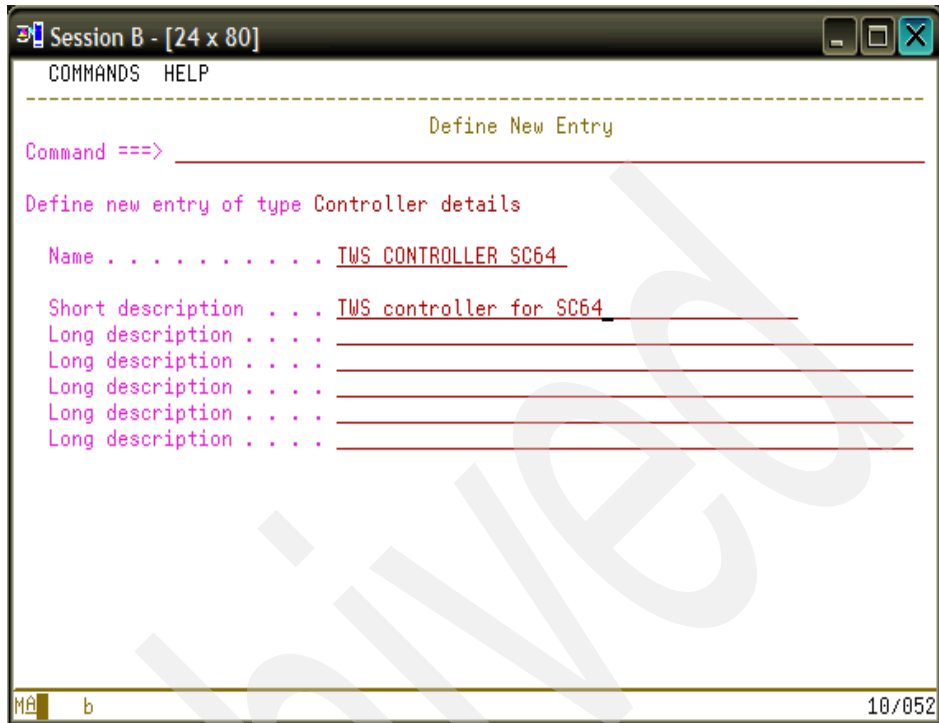 Session B - [24 x 80]
COMMANDS HELP
Define New Entry
Command ===>
Define new entry of type Controller details
Name . . . . . . . . . . TWS CONTROLLER SC64
Short description . . . TWS controller for SC64
Long description . . . .
Long description . . . .
Long description . . . .
Long description . . . .
Long description . . . .
MA b 10/052
hived